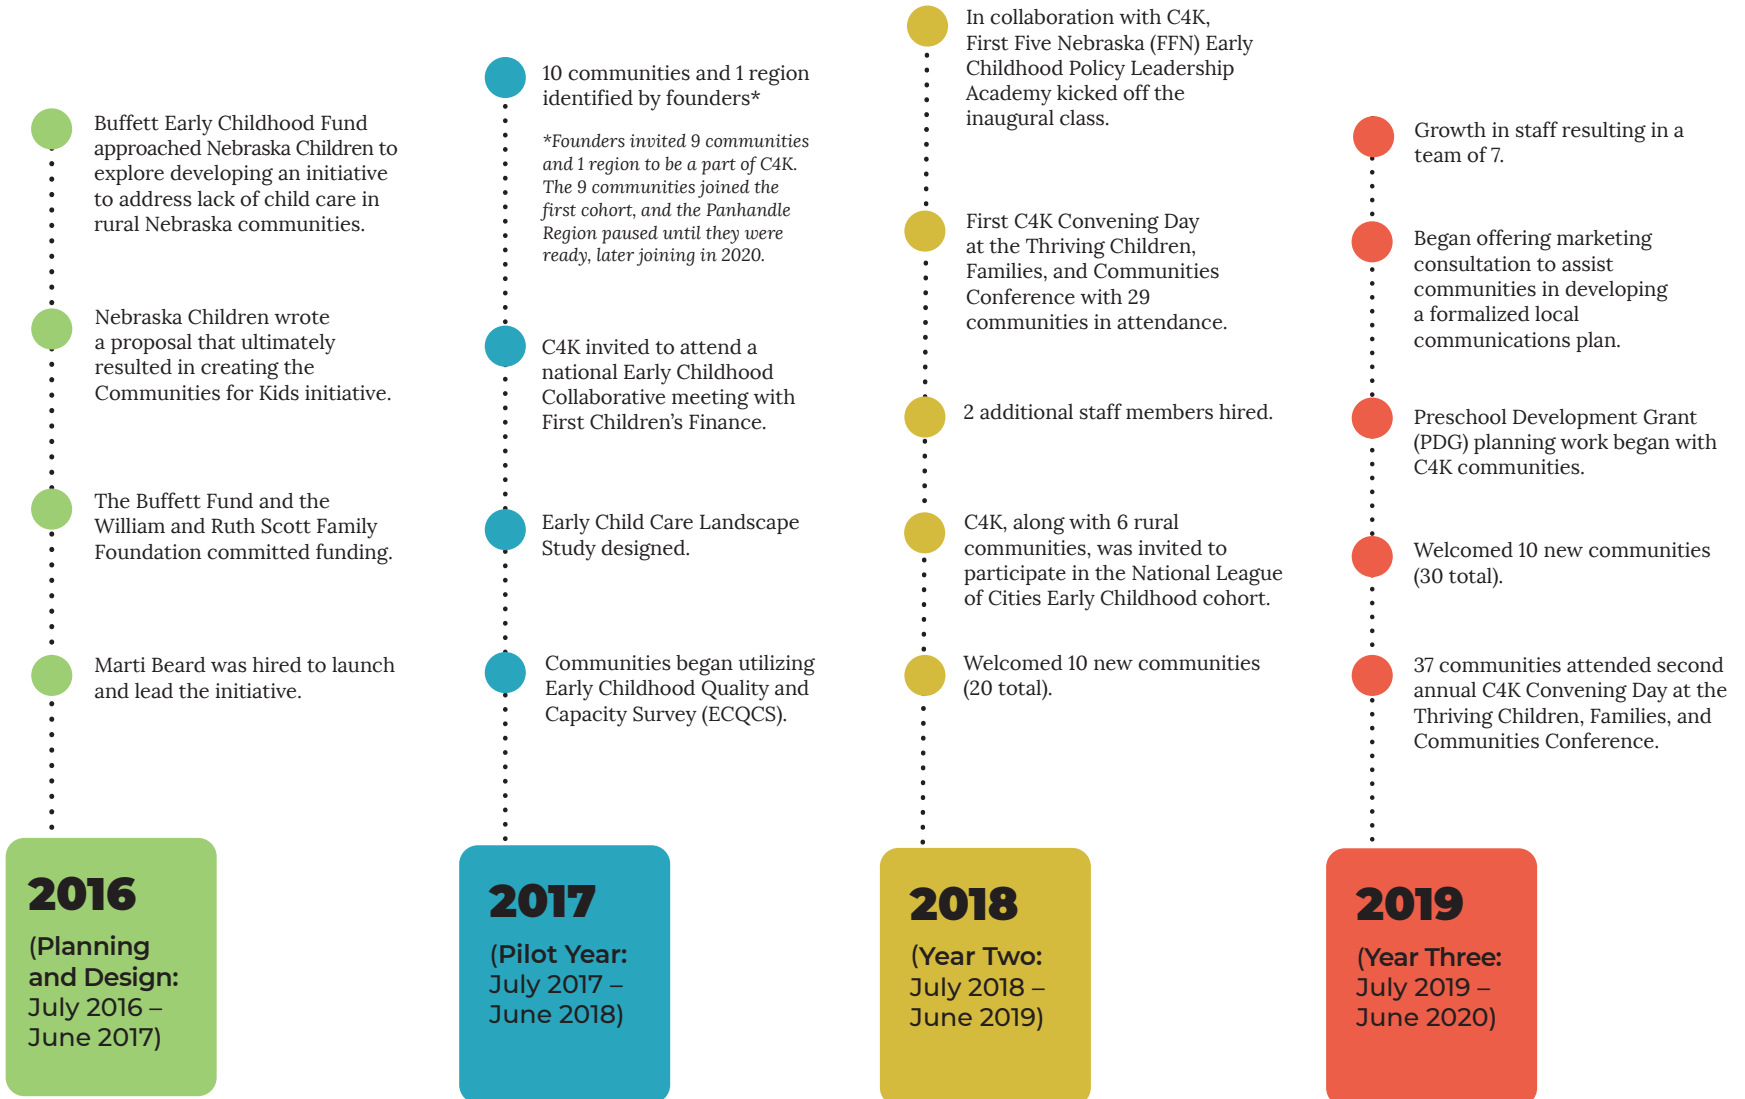 Buffett Early Childhood Fund
approached Nebraska Children to
explore developing an initiative
to address lack of child care in
rural Nebraska communities.
Nebraska Children wrote
a proposal that ultimately
resulted in creating the
Communities for Kids initiative.
The Buffett Fund and the
William and Ruth Scott Family
Foundation committed funding.
Marti Beard was hired to launch
and lead the initiative.
2016
(Planning
and Design:
July 2016 –
June 2017)
10 communities and 1 region
identified by founders*
*Founders invited 9 communities
and 1 region to be a part of C4K.
The 9 communities joined the
first cohort, and the Panhandle
Region paused until they were
ready, later joining in 2020.
C4K invited to attend a
national Early Childhood
Collaborative meeting with
First Children’s Finance.
Early Child Care Landscape
Study designed.
Communities began utilizing
Early Childhood Quality and
Capacity Survey (ECQCS).
2017
(Pilot Year:
July 2017 –
June 2018)
In collaboration with C4K,
First Five Nebraska (FFN) Early
Childhood Policy Leadership
Academy kicked off the
inaugural class.
First C4K Convening Day
at the Thriving Children,
Families, and Communities
Conference with 29
communities in attendance.
2 additional staff members hired.
C4K, along with 6 rural
communities, was invited to
participate in the National League
of Cities Early Childhood cohort.
Welcomed 10 new communities
(20 total).
2018
(Year Two:
July 2018 –
June 2019)
Growth in staff resulting in a
team of 7.
Began offering marketing
consultation to assist
communities in developing
a formalized local
communications plan.
Preschool Development Grant
(PDG) planning work began with
C4K communities.
Welcomed 10 new communities
(30 total).
37 communities attended second
annual C4K Convening Day at the
Thriving Children, Families, and
Communities Conference.
2019
(Year Three:
July 2019 –
June 2020)